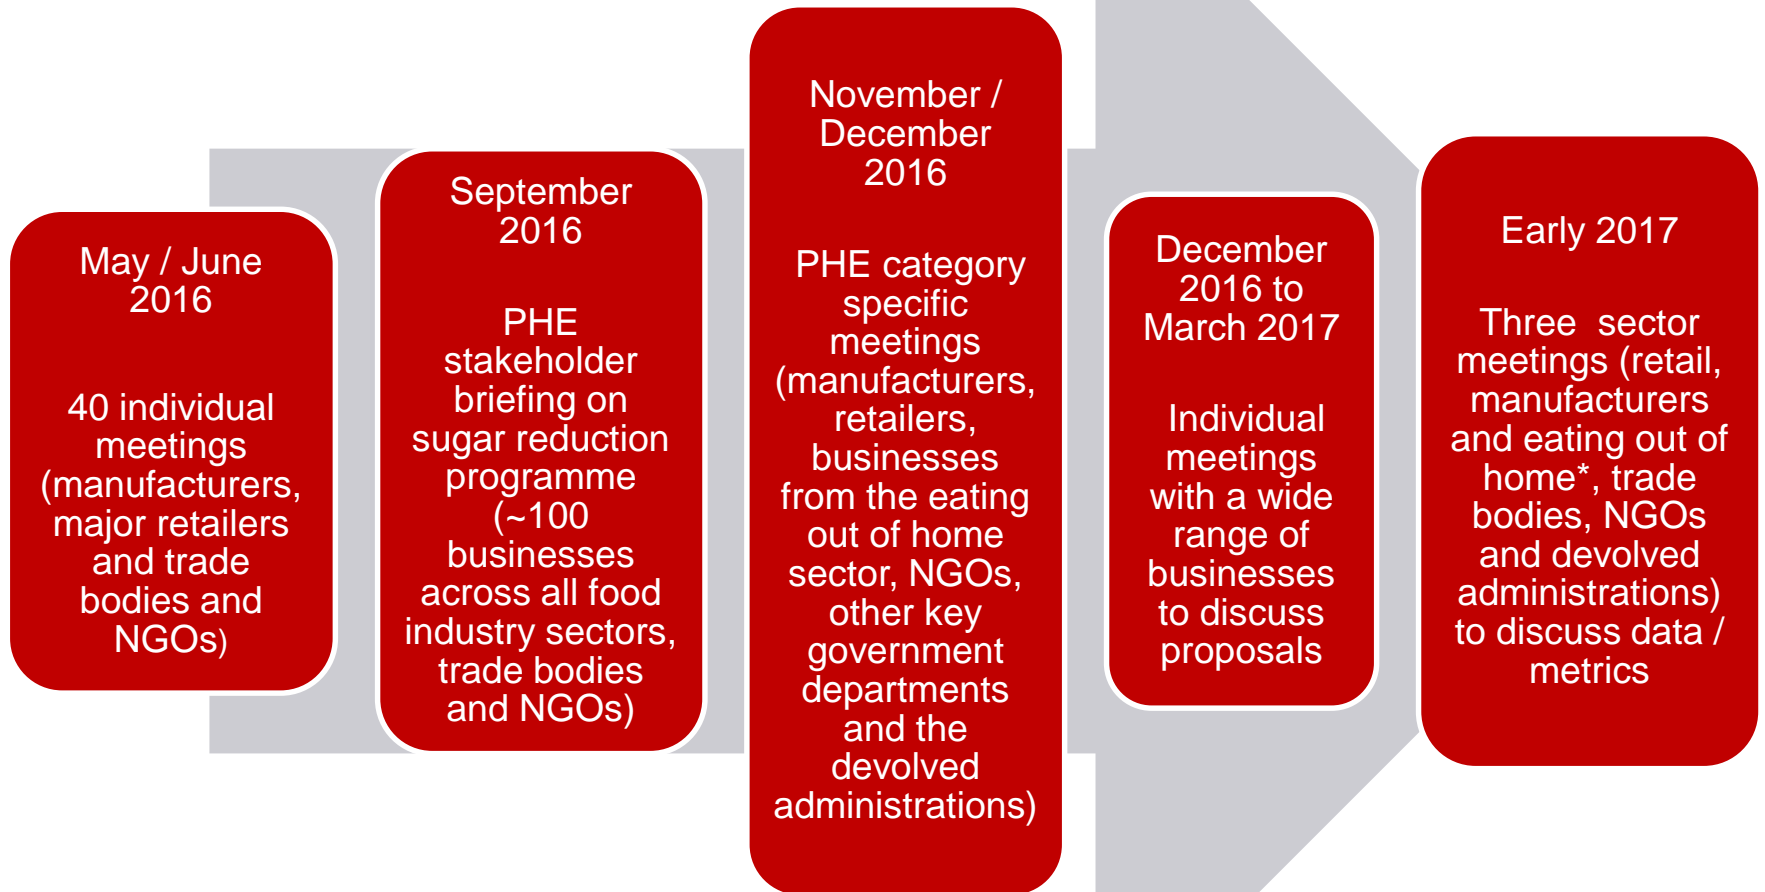 May / June
2016
40 individual
meetings
(manufacturers,
major retailers
and trade
bodies and
NGOs)
September
2016
PHE
stakeholder
briefing on
sugar reduction
programme
(~100
businesses
across all food
industry sectors,
trade bodies
and NGOs)
November /
December
2016
PHE category
specific
meetings
(manufacturers,
retailers,
businesses
from the eating
out of home
sector, NGOs,
other key
government
departments
and the
devolved
administrations)
December
2016 to
March 2017
Individual
meetings
with a wide
range of
businesses
to discuss
proposals
Early 2017
Three sector
meetings (retail,
manufacturers
and eating out of
home*, trade
bodies, NGOs
and devolved
administrations)
to discuss data /
metrics